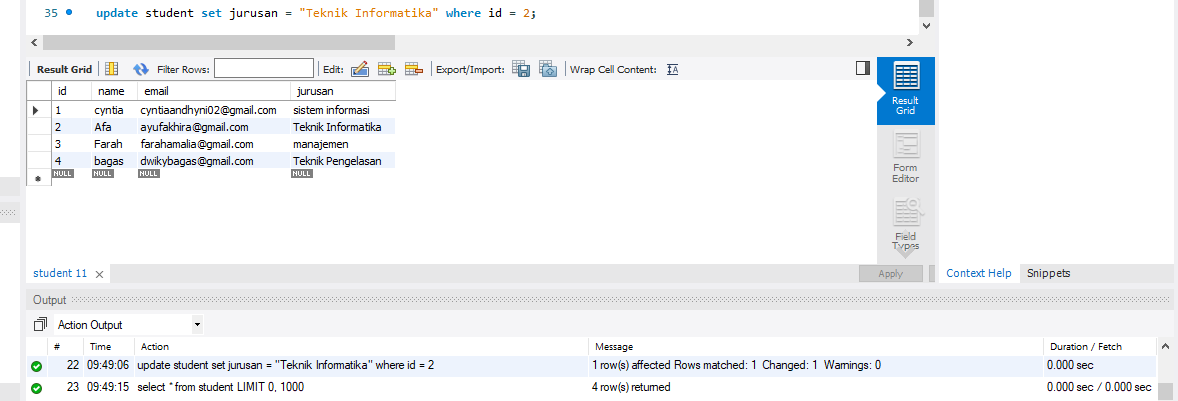 35 update student set jurusan = "Teknik Informatika" where id = 2;
Result Grid Filter Rows: Edit: Export/Import: Wrap Cell Content: IA
id name email jurusan
1 cyntia cyntiaandhyni02@gmail.com sistem informasi
2 Afa ayufakhira@gmail.com Teknik Informatika
3 Farah farahamalia@gmail.com manajemen
4 bagas dwikybagas@gmail.com Teknik Pengelasan
NULL NULL NULL NULL
Result
Grid
Form
Editor
Field
Types
student 11
Apply
Context Help Snippets
Output
Action Output
# Time Action Message Duration / Fetch
22 09:49:06 update student set jurusan = "Teknik Informatika" where id = 2 1 row(s) affected Rows matched: 1 Changed: 1 Warnings: 0 0.000 sec
23 09:49:15 select * from student LIMIT 0, 1000 4 row(s) returned 0.000 sec / 0.000 sec